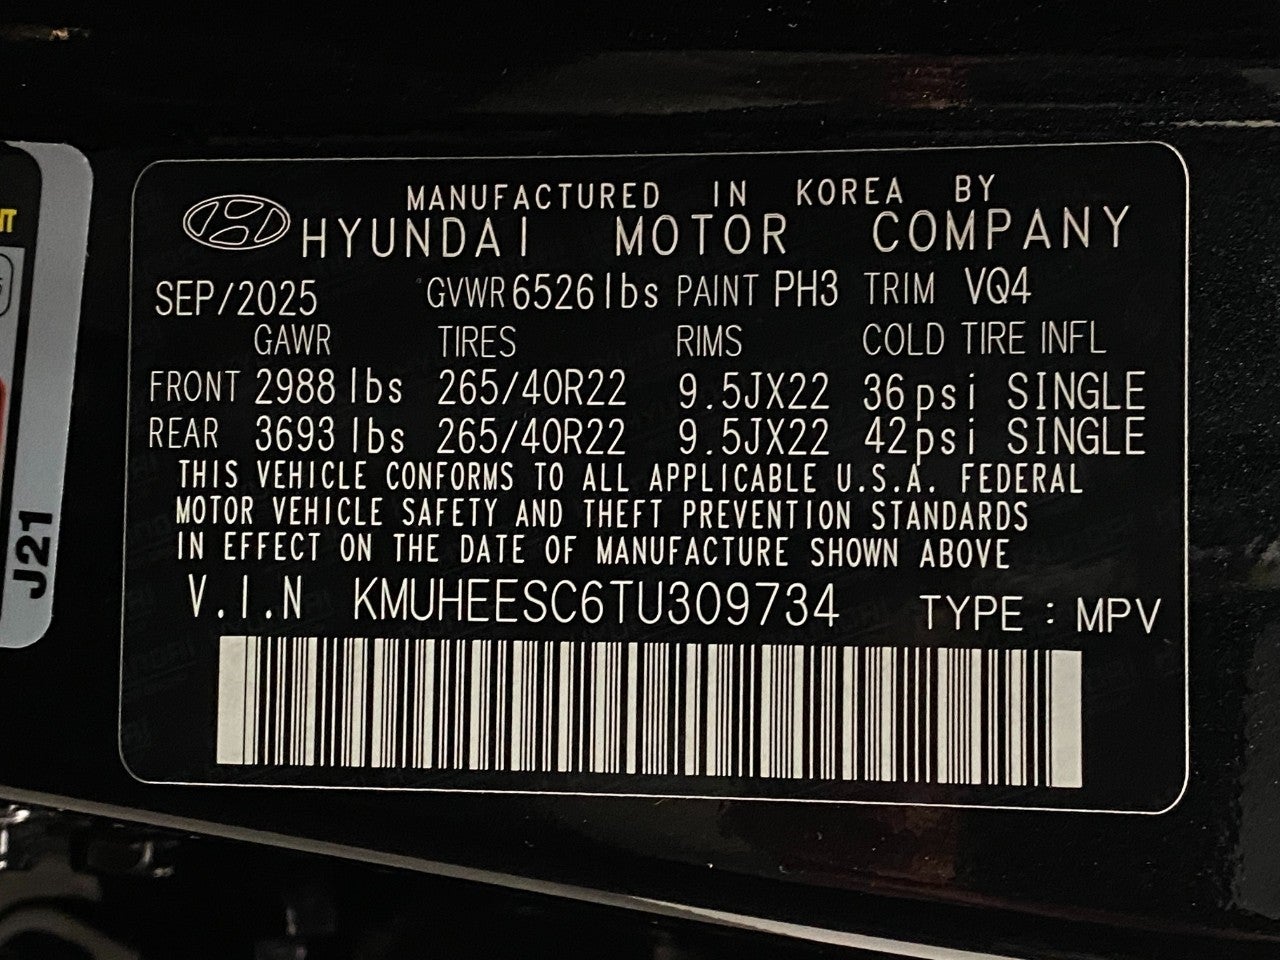 MANUFACTURED IN KOREA BY
HYUNDAI MOTOR COMPANY
SEP/2025 GVWR 6526 lbs PAINT PH3 TRIM VQ4
GAWR TIRES RIMS COLD TIRE INFL
FRONT 2988 lbs 265/40R22 9.5JX22 36psi SINGLE
REAR 3693 lbs 265/40R22 9.5JX22 42psi SINGLE
THIS VEHICLE CONFORMS TO ALL APPLICABLE U.S.A. FEDERAL
MOTOR VEHICLE SAFETY AND THEFT PREVENTION STANDARDS
IN EFFECT ON THE DATE OF MANUFACTURE SHOWN ABOVE
V.I.N KMUHEESC6TU309734 TYPE : MPV
J21